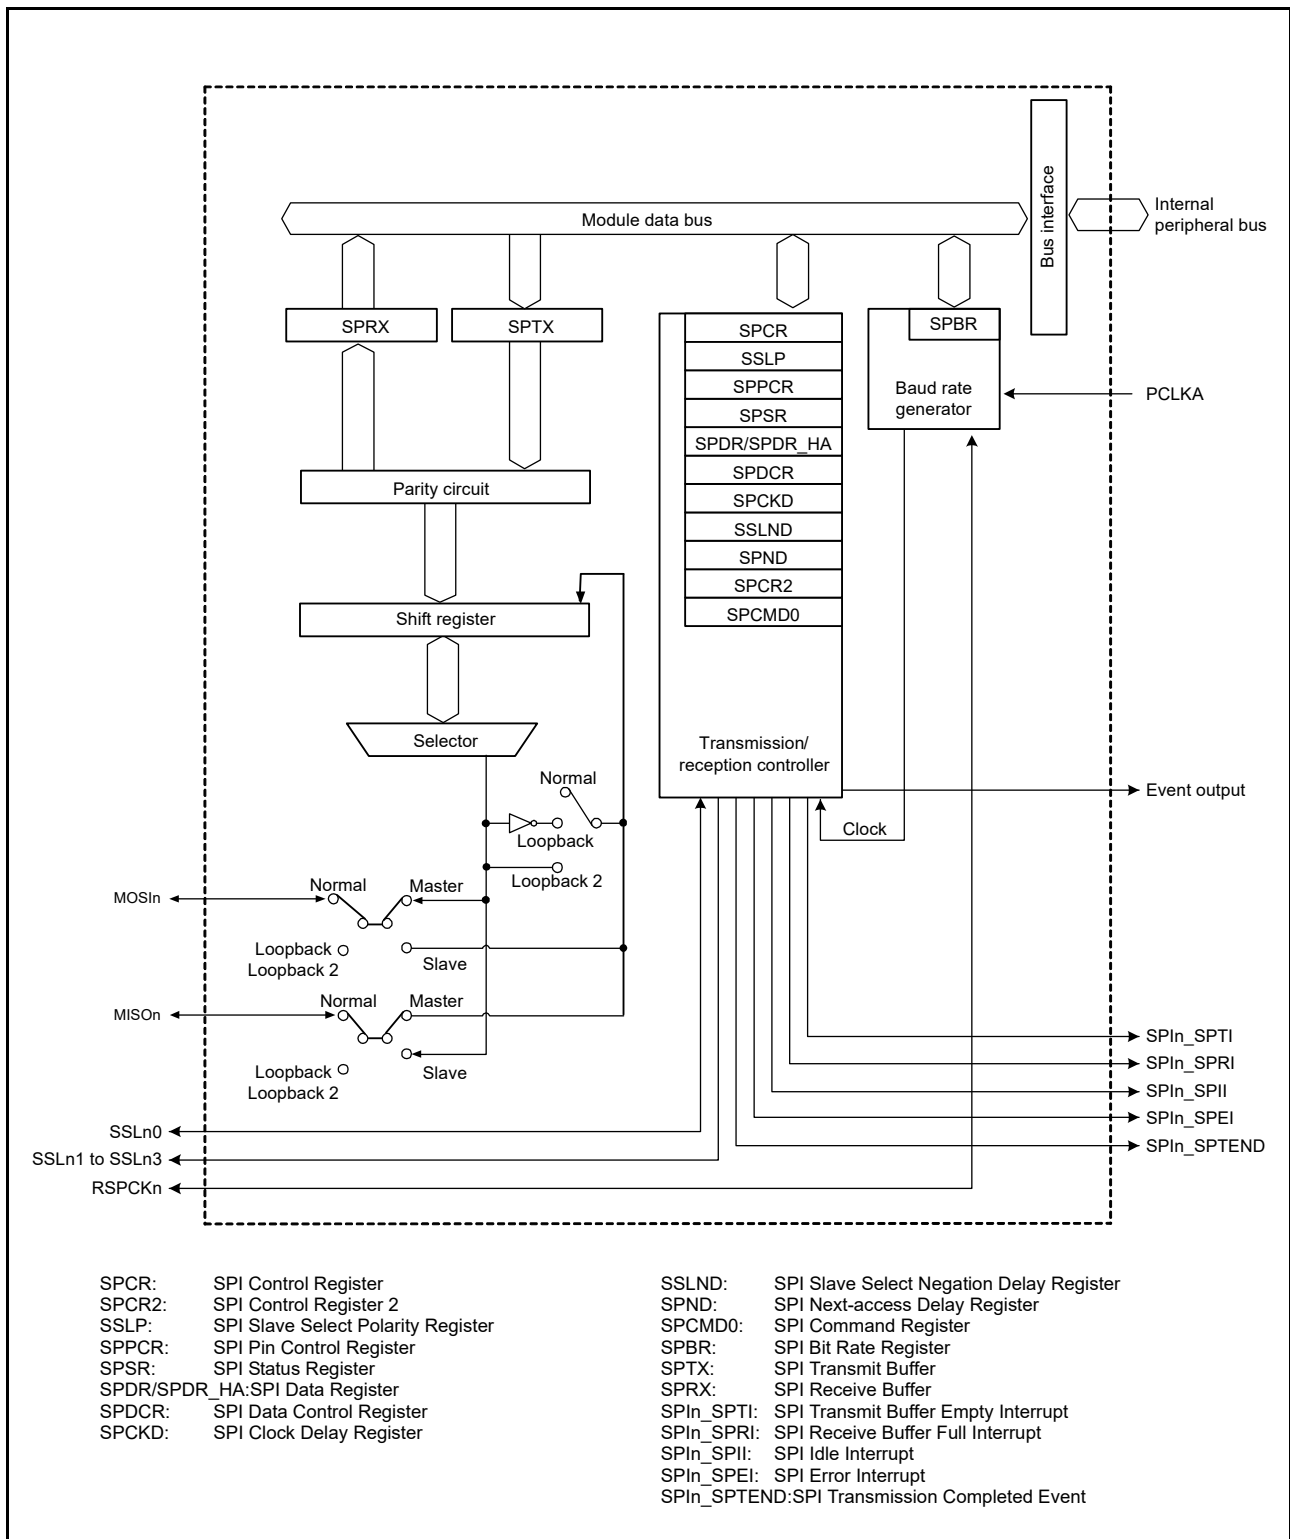 Module data bus
Bus interface
Internal
peripheral bus
SPRX
SPTX
SPCR
SSLP
SPPCR
SPSR
SPDR/SPDR_HA
SPDCR
SPCKD
SSLND
SPND
SPCR2
SPCMD0
Transmission/
reception controller
SPBR
Baud rate
generator
PCLKA
Parity circuit
Shift register
Selector
Normal
Loopback
Loopback 2
Event output
Clock
MOSIn
Normal
Master
Loopback
Loopback 2
Slave
MISOn
Normal
Master
Loopback
Loopback 2
Slave
SPIn_SPTI
SPIn_SPRI
SPIn_SPII
SPIn_SPEI
SPIn_SPTEND
SSLn0
SSLn1 to SSLn3
RSPCKn
SPCR: SPI Control Register
SPCR2: SPI Control Register 2
SSLP: SPI Slave Select Polarity Register
SPPCR: SPI Pin Control Register
SPSR: SPI Status Register
SPDR/SPDR_HA:SPI Data Register
SPDCR: SPI Data Control Register
SPCKD: SPI Clock Delay Register
SSLND: SPI Slave Select Negation Delay Register
SPND: SPI Next-access Delay Register
SPCMD0: SPI Command Register
SPBR: SPI Bit Rate Register
SPTX: SPI Transmit Buffer
SPRX: SPI Receive Buffer
SPIn_SPTI: SPI Transmit Buffer Empty Interrupt
SPIn_SPRI: SPI Receive Buffer Full Interrupt
SPIn_SPII: SPI Idle Interrupt
SPIn_SPEI: SPI Error Interrupt
SPIn_SPTEND:SPI Transmission Completed Event